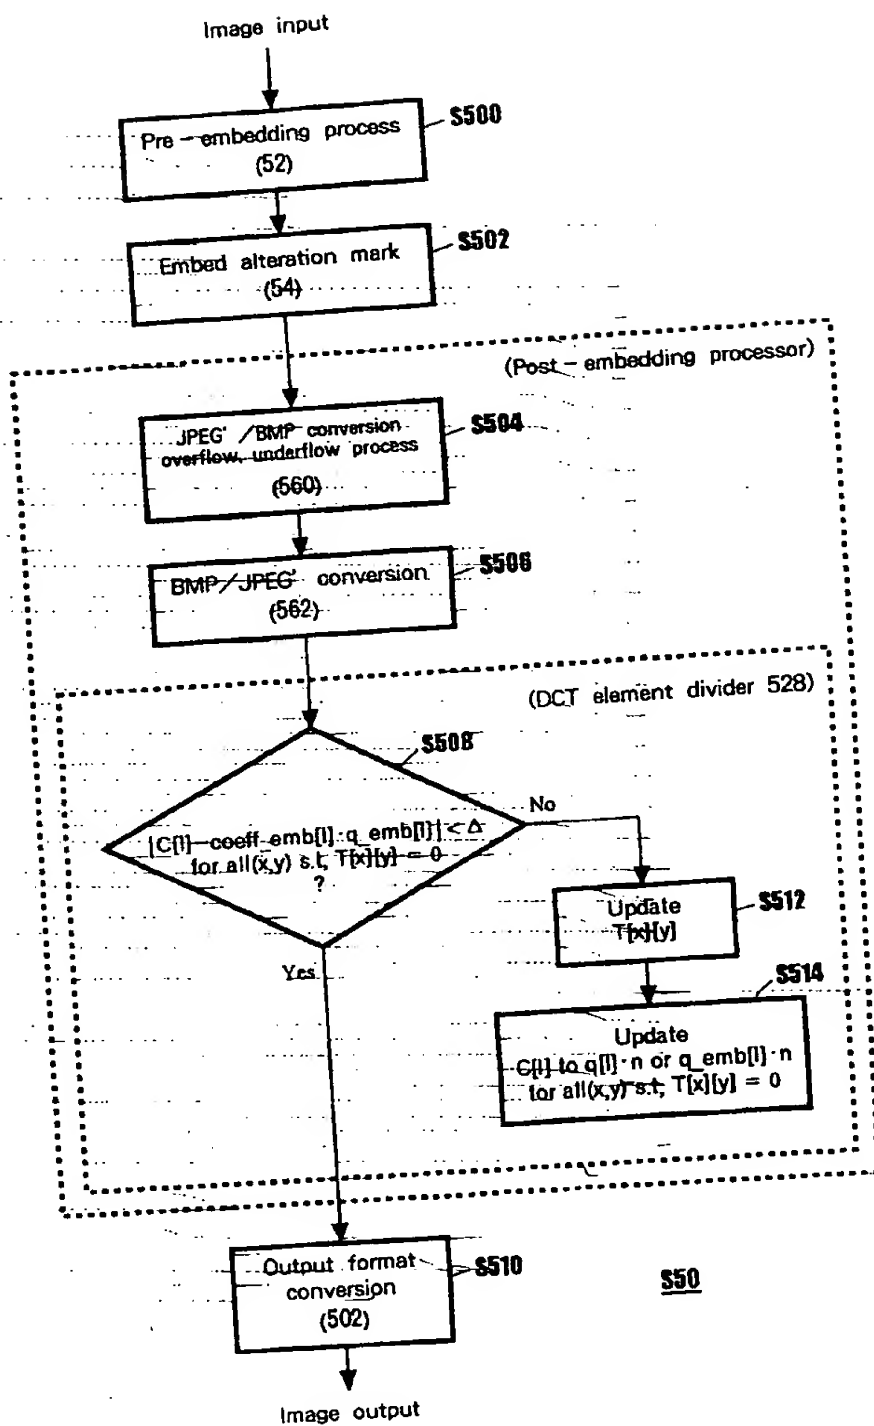 Image input
Pre-embedding process
(52)
S500
Embed alteration mark
(54)
S502
(Post-embedding processor)
JPEG' /BMP conversion
overflow, underflow process
(560)
S504
BMP/JPEG' conversion
(562)
S506
(DCT element divider 528)
S508
|C[l]-coeff_emb[l]·q_emb[l]|<Δ
for all(x,y) s.t, T[x][y] = 0
?
No
Yes
Update
T[x][y]
S512
S514
Update
C[l] to q[l]·n or q_emb[l]·n
for all(x,y) s.t, T[x][y] = 0
Output format
conversion
(502)
S510
S50
Image output